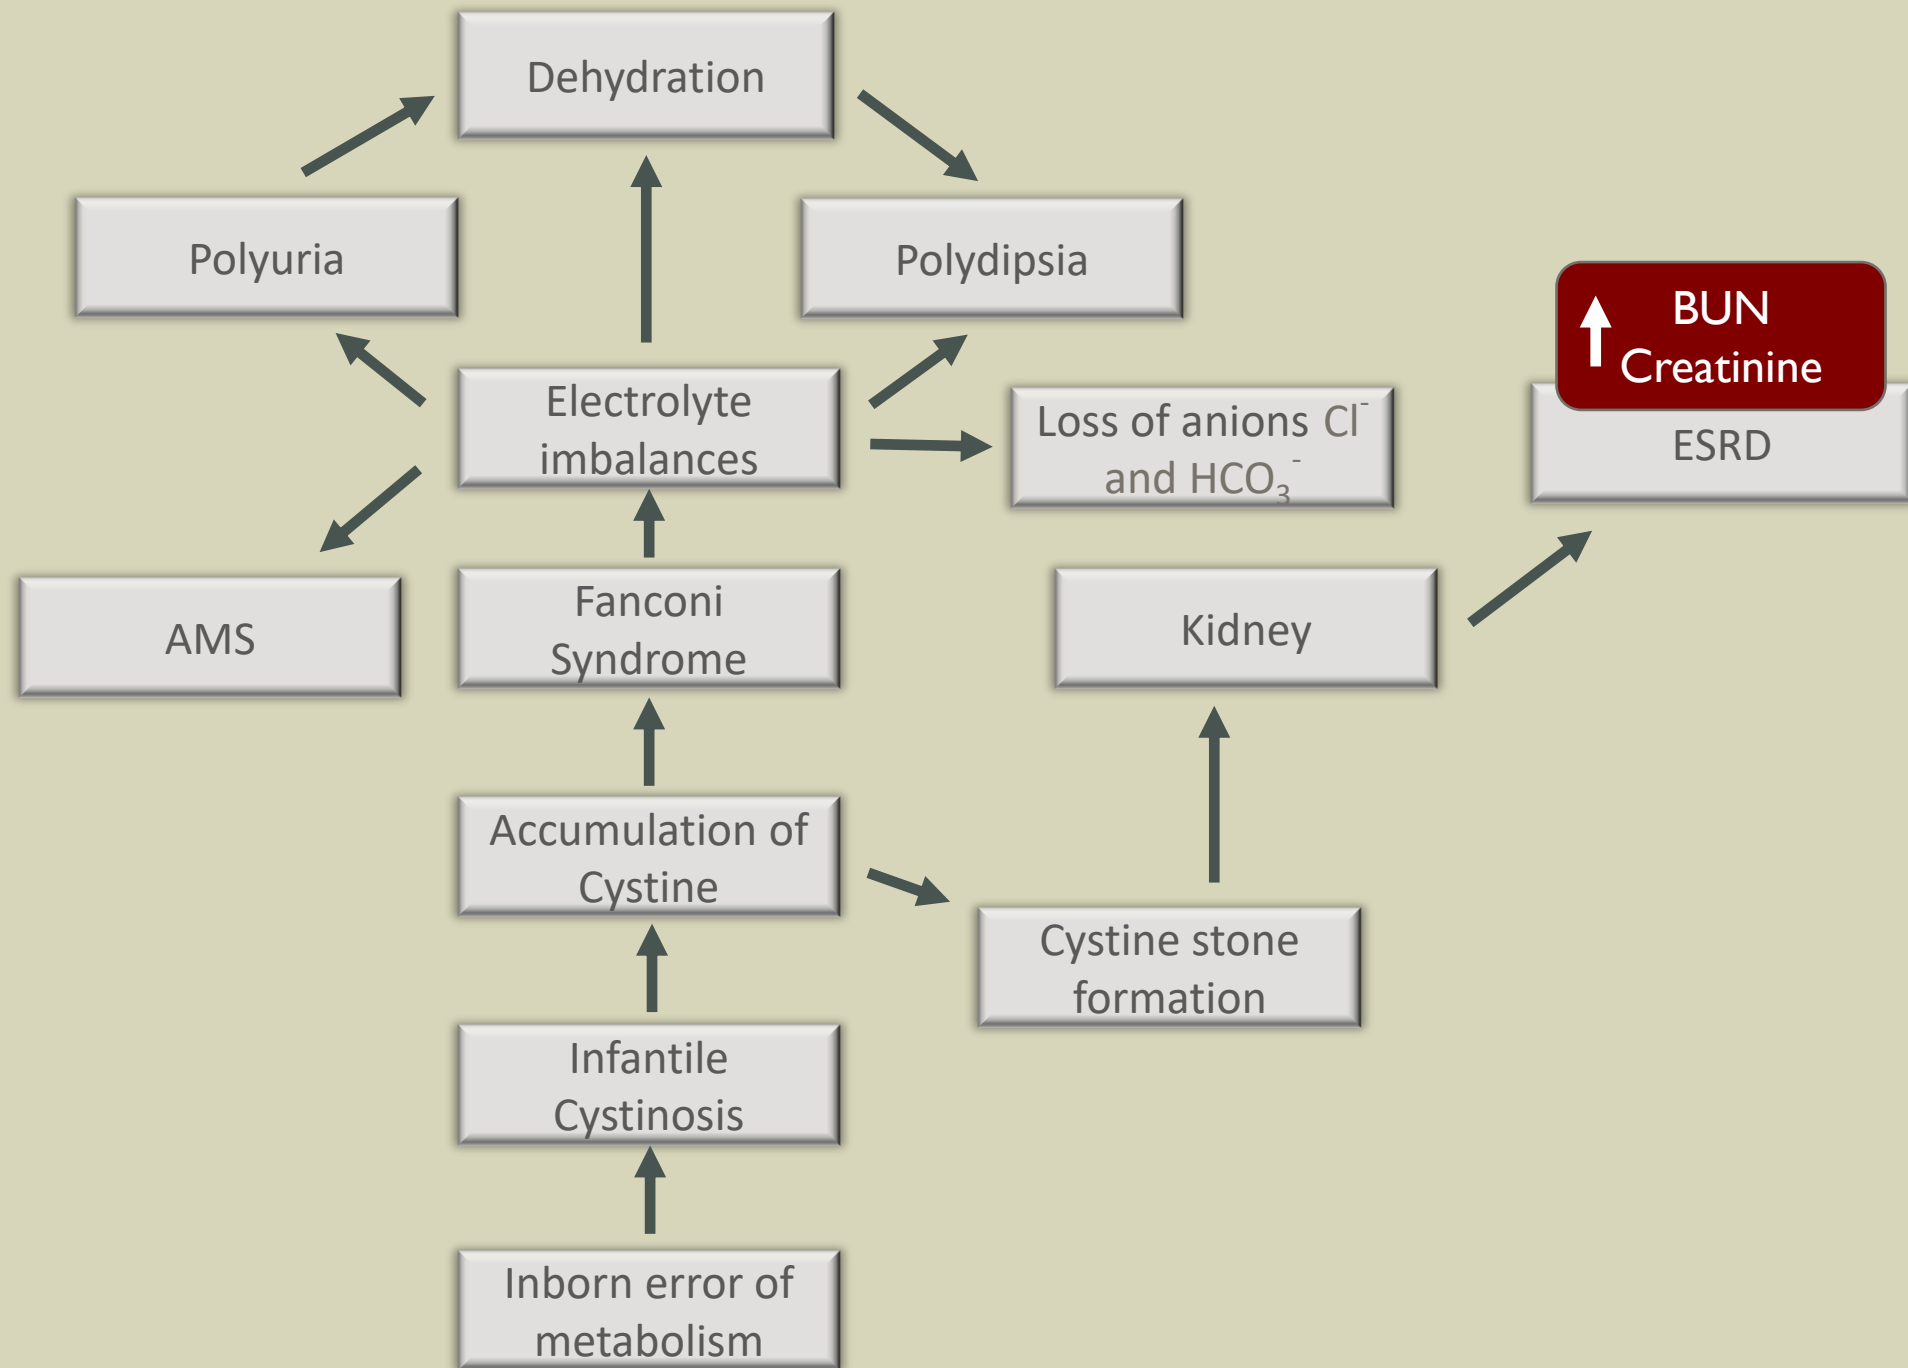 Dehydration
Polyuria
Polydipsia
BUN
Creatinine
Electrolyte
imbalances
Loss of anions Cl⁻
and HCO₃⁻
ESRD
AMS
Fanconi
Syndrome
Kidney
Accumulation of
Cystine
Cystine stone
formation
Infantile
Cystinosis
Inborn error of
metabolism